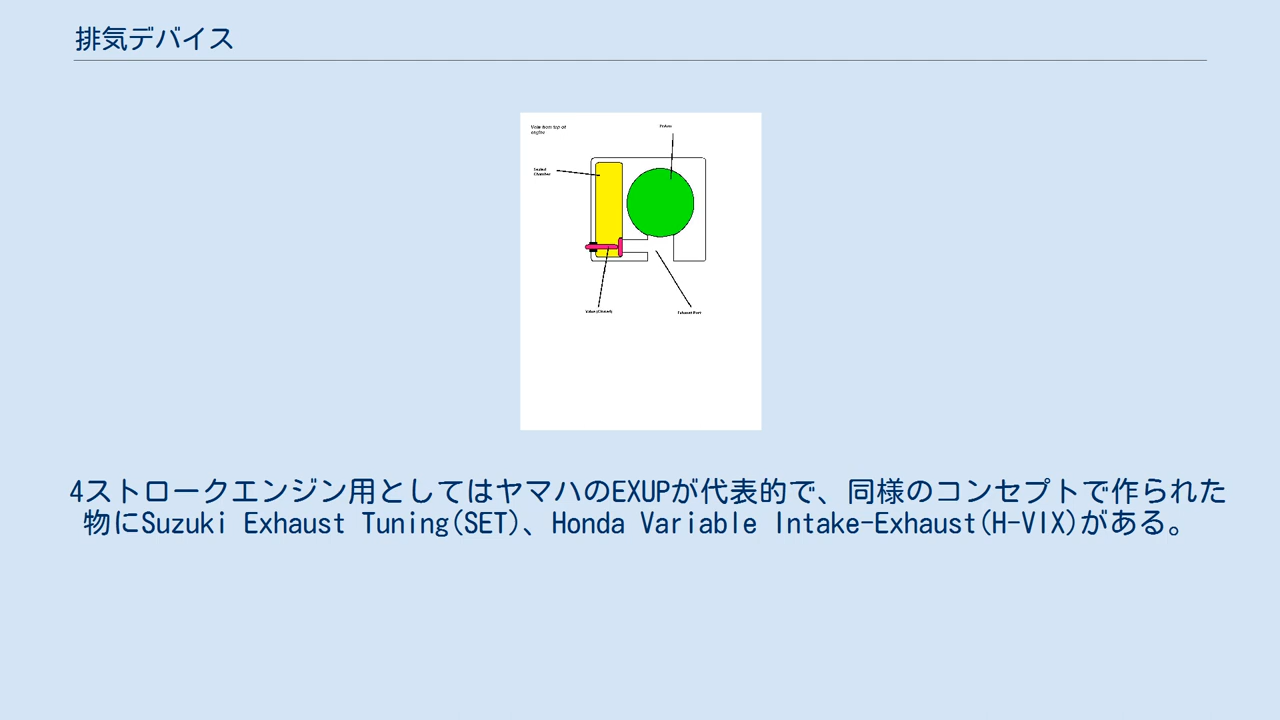 排気デバイス
View from top of
engine
Piston
Sealed
Chamber
Valve (Closed)
Exhaust Port
4ストロークエンジン用としてはヤマハのEXUPが代表的で、同様のコンセプトで作られた
物にSuzuki Exhaust Tuning(SET)、Honda Variable Intake-Exhaust(H-VIX)がある。